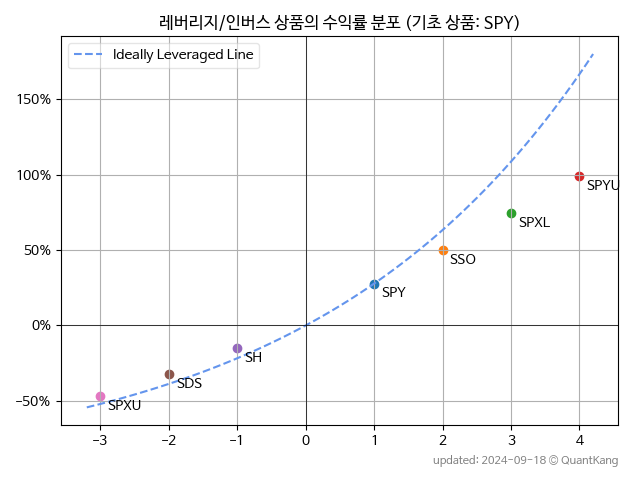 레버리지/인버스 상품의 수익률 분포 (기초 상품: SPY)
Ideally Leveraged Line
150%
100%
50%
0%
−50%
SPYU
SPXL
SSO
SPY
SH
SDS
SPXU
−3 −2 −1 0 1 2 3 4
updated: 2024-09-18 © QuantKang